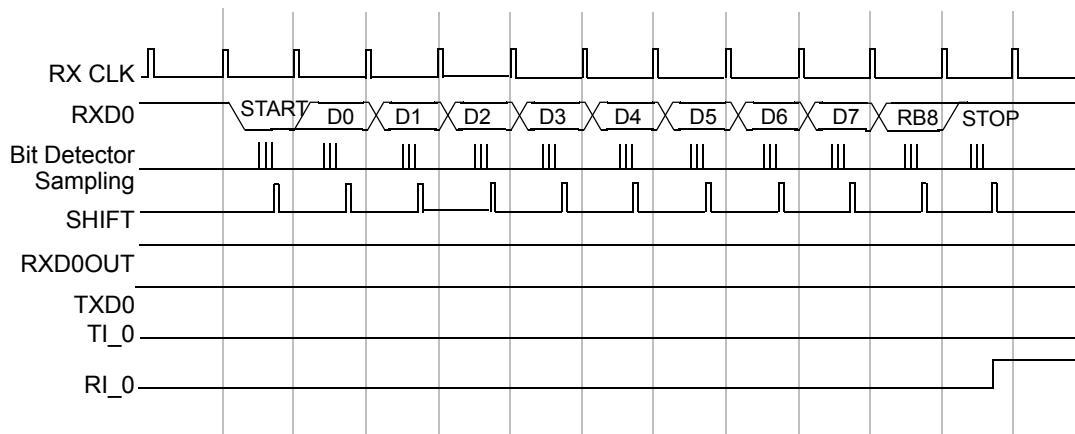 RX CLK
RXD0 START D0 D1 D2 D3 D4 D5 D6 D7 RB8 STOP
Bit Detector
Sampling
SHIFT
RXD0OUT
TXD0
TI_0
RI_0